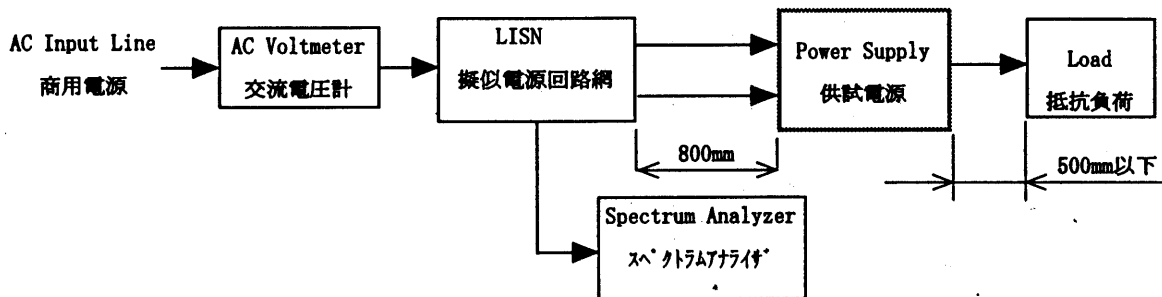 AC Input Line
商用電源
AC Voltmeter
交流電圧計
LISN
擬似電源回路網
Power Supply
供試電源
Load
抵抗負荷
800mm
500mm以下
Spectrum Analyzer
ｽﾍﾟｸﾄﾗﾑｱﾅﾗｲｻﾞ